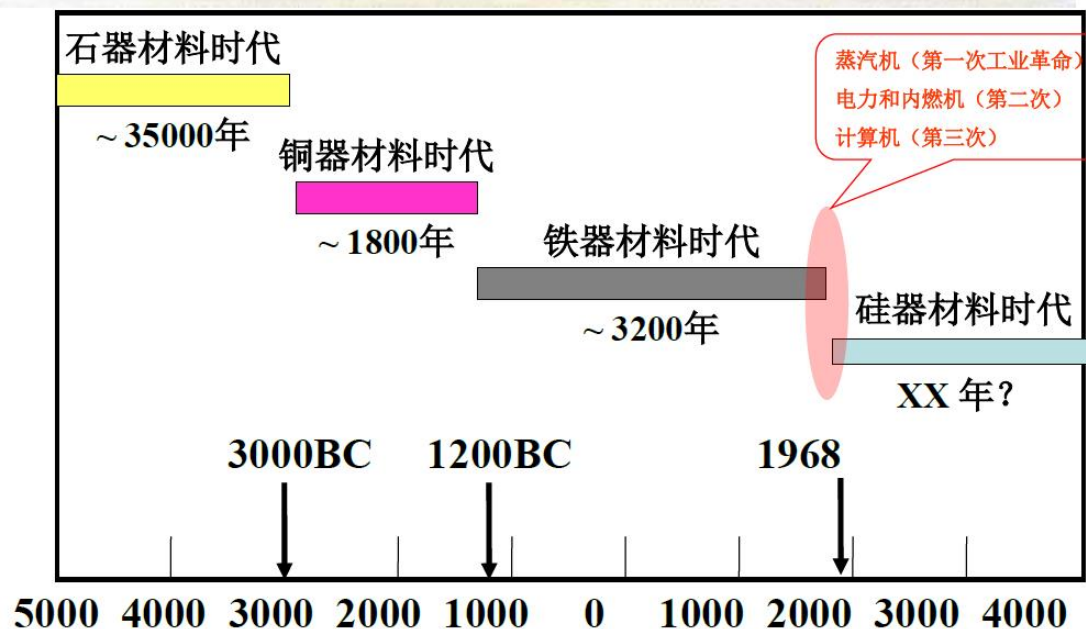 石器材料时代
~ 35000年
铜器材料时代
~ 1800年
铁器材料时代
~ 3200年
蒸汽机（第一次工业革命）
电力和内燃机（第二次）
计算机（第三次）
硅器材料时代
XX 年?
3000BC 1200BC 1968
5000 4000 3000 2000 1000 0 1000 2000 3000 4000